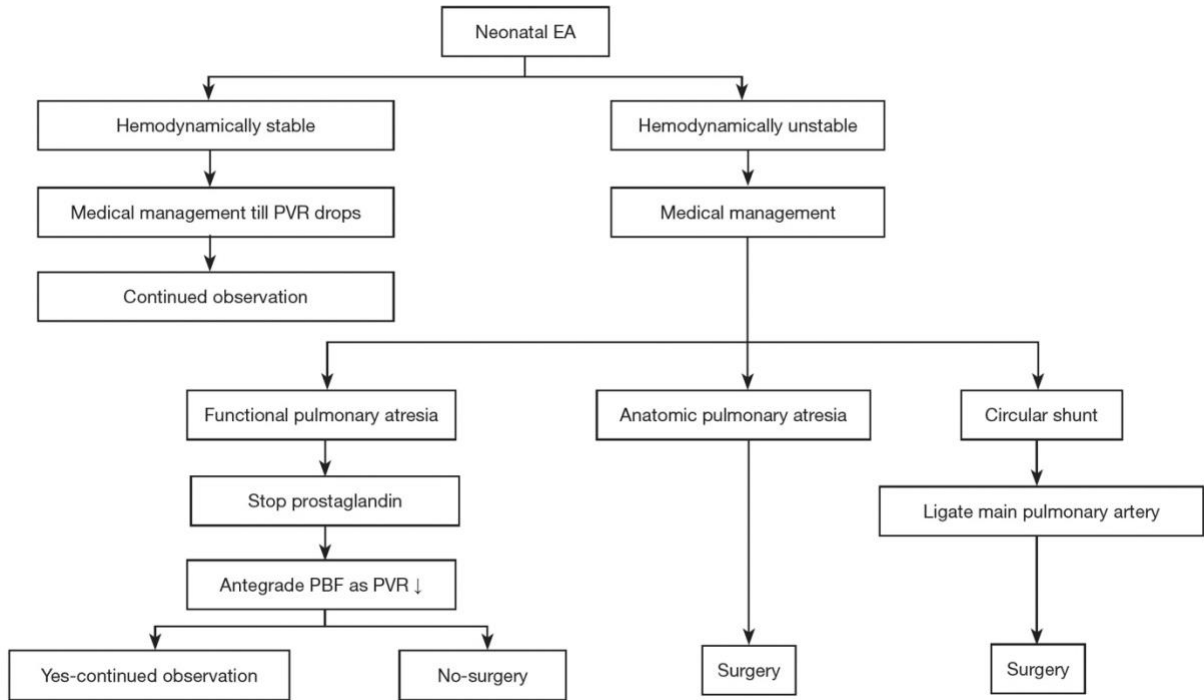 Neonatal EA
Hemodynamically stable
Hemodynamically unstable
Medical management till PVR drops
Medical management
Continued observation
Functional pulmonary atresia
Anatomic pulmonary atresia
Circular shunt
Stop prostaglandin
Ligate main pulmonary artery
Antegrade PBF as PVR ↓
Yes-continued observation
No-surgery
Surgery
Surgery